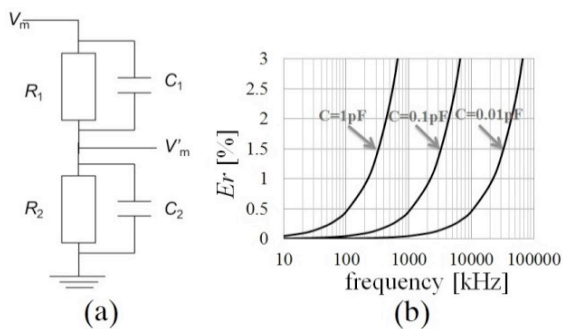 Vm
R1
C1
V'm
R2
C2
(a)
Er [%]
3
2.5
2
1.5
1
0.5
0
C=1pF
C=0.1pF
C=0.01pF
10
100
1000
10000
100000
frequency [kHz]
(b)